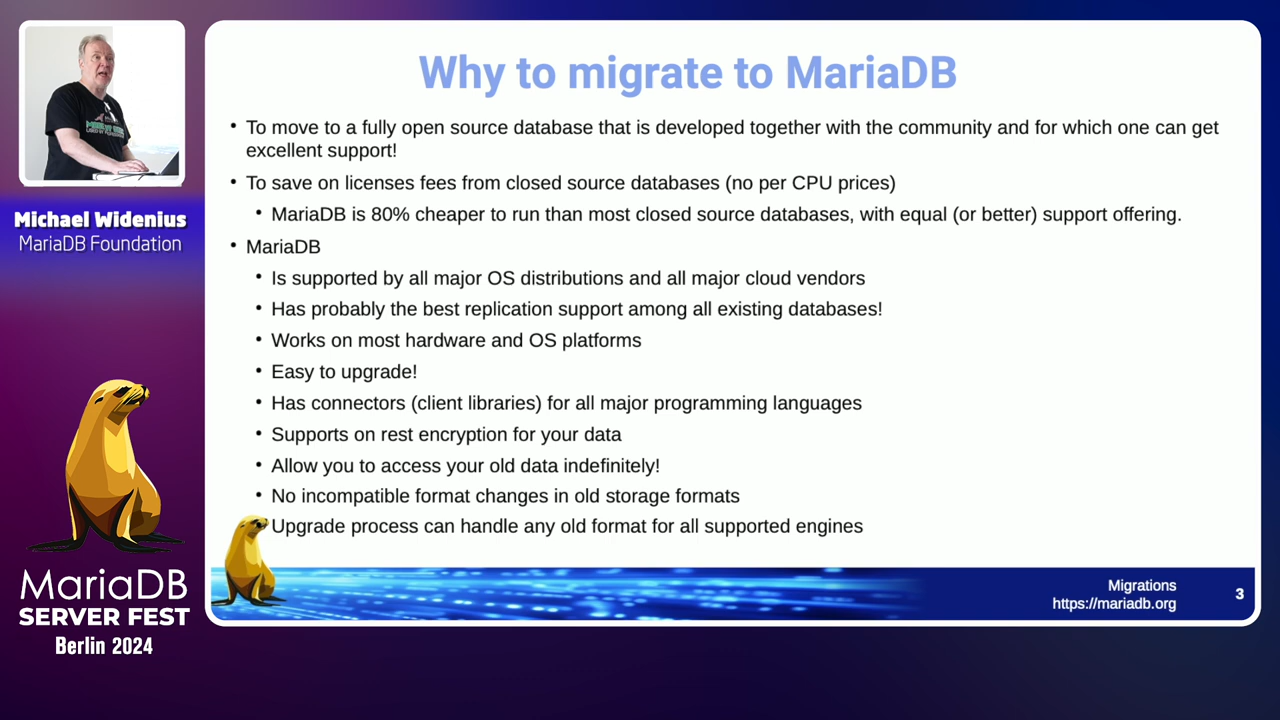 Why to migrate to MariaDB
• To move to a fully open source database that is developed together with the community and for which one can get
excellent support!
• To save on licenses fees from closed source databases (no per CPU prices)
• MariaDB is 80% cheaper to run than most closed source databases, with equal (or better) support offering.
• MariaDB
• Is supported by all major OS distributions and all major cloud vendors
• Has probably the best replication support among all existing databases!
• Works on most hardware and OS platforms
• Easy to upgrade!
• Has connectors (client libraries) for all major programming languages
• Supports on rest encryption for your data
• Allow you to access your old data indefinitely!
• No incompatible format changes in old storage formats
Upgrade process can handle any old format for all supported engines
Migrations
https://mariadb.org
3
Michael Widenius
MariaDB Foundation
MariaDB
SERVER FEST
Berlin 2024